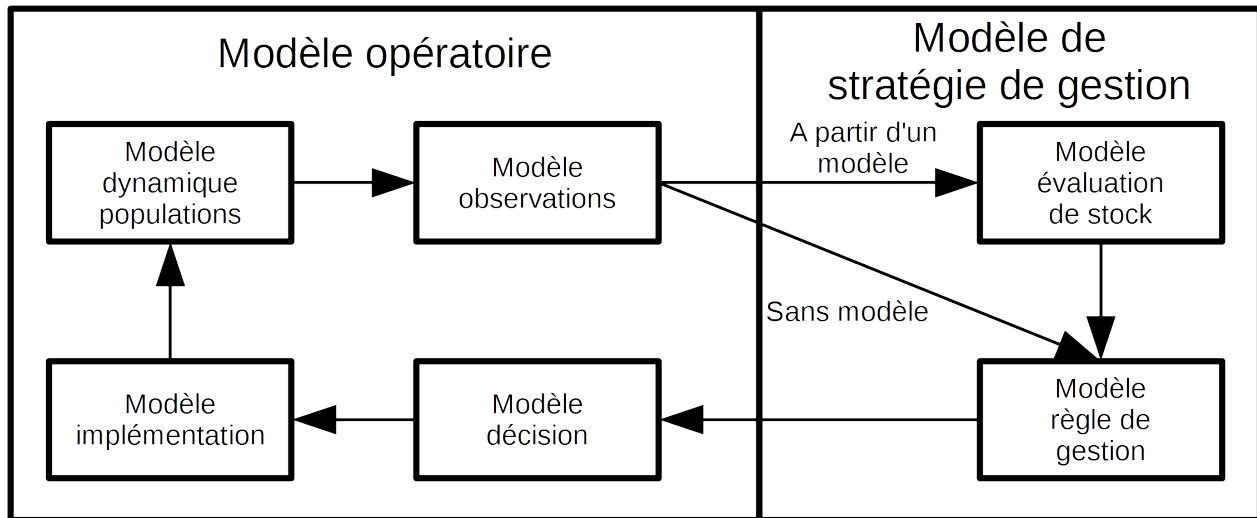 Modèle opératoire
Modèle de
stratégie de gestion
Modèle
dynamique
populations
Modèle
observations
A partir d'un
modèle
Modèle
évaluation
de stock
Sans modèle
Modèle
implémentation
Modèle
décision
Modèle
règle de
gestion